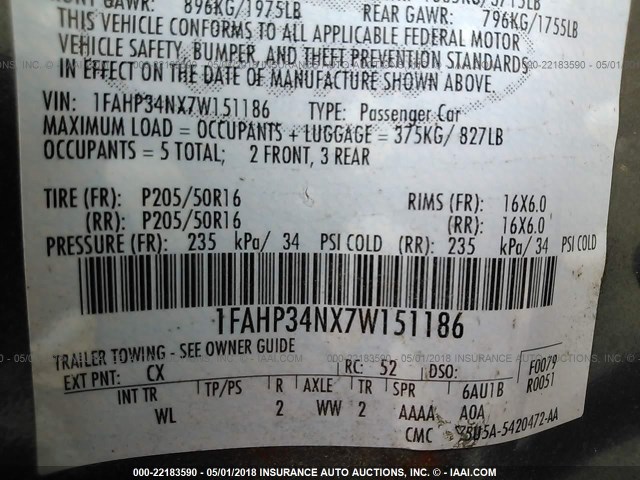 896KG/1975LB REAR GAWR: 796KG/1755LB
THIS VEHICLE CONFORMS TO ALL APPLICABLE FEDERAL MOTOR
VEHICLE SAFETY, BUMPER, AND THEFT PREVENTION STANDARDS
IN EFFECT ON THE DATE OF MANUFACTURE SHOWN ABOVE.
VIN: 1FAHP34NX7W151186 TYPE: Passenger Car
MAXIMUM LOAD = OCCUPANTS + LUGGAGE = 375KG/ 827LB
OCCUPANTS = 5 TOTAL; 2 FRONT, 3 REAR
TIRE (FR): P205/50R16 RIMS (FR): 16X6.0
(RR): P205/50R16 (RR): 16X6.0
PRESSURE (FR): 235 kPa/ 34 PSI COLD (RR): 235 kPa/ 34 PSI COLD
1FAHP34NX7W151186
TRAILER TOWING - SEE OWNER GUIDE
EXT PNT: CX RC: 52 DSO: F0079
R0051
INT TR TP/PS R AXLE TR SPR 6AU1B
WL 2 WW 2 AAAA A0A
CMC 5U5A-5420472-AA
000-22183590 - 05/01/2018 INSURANCE AUTO AUCTIONS, INC. - © - IAAI.COM